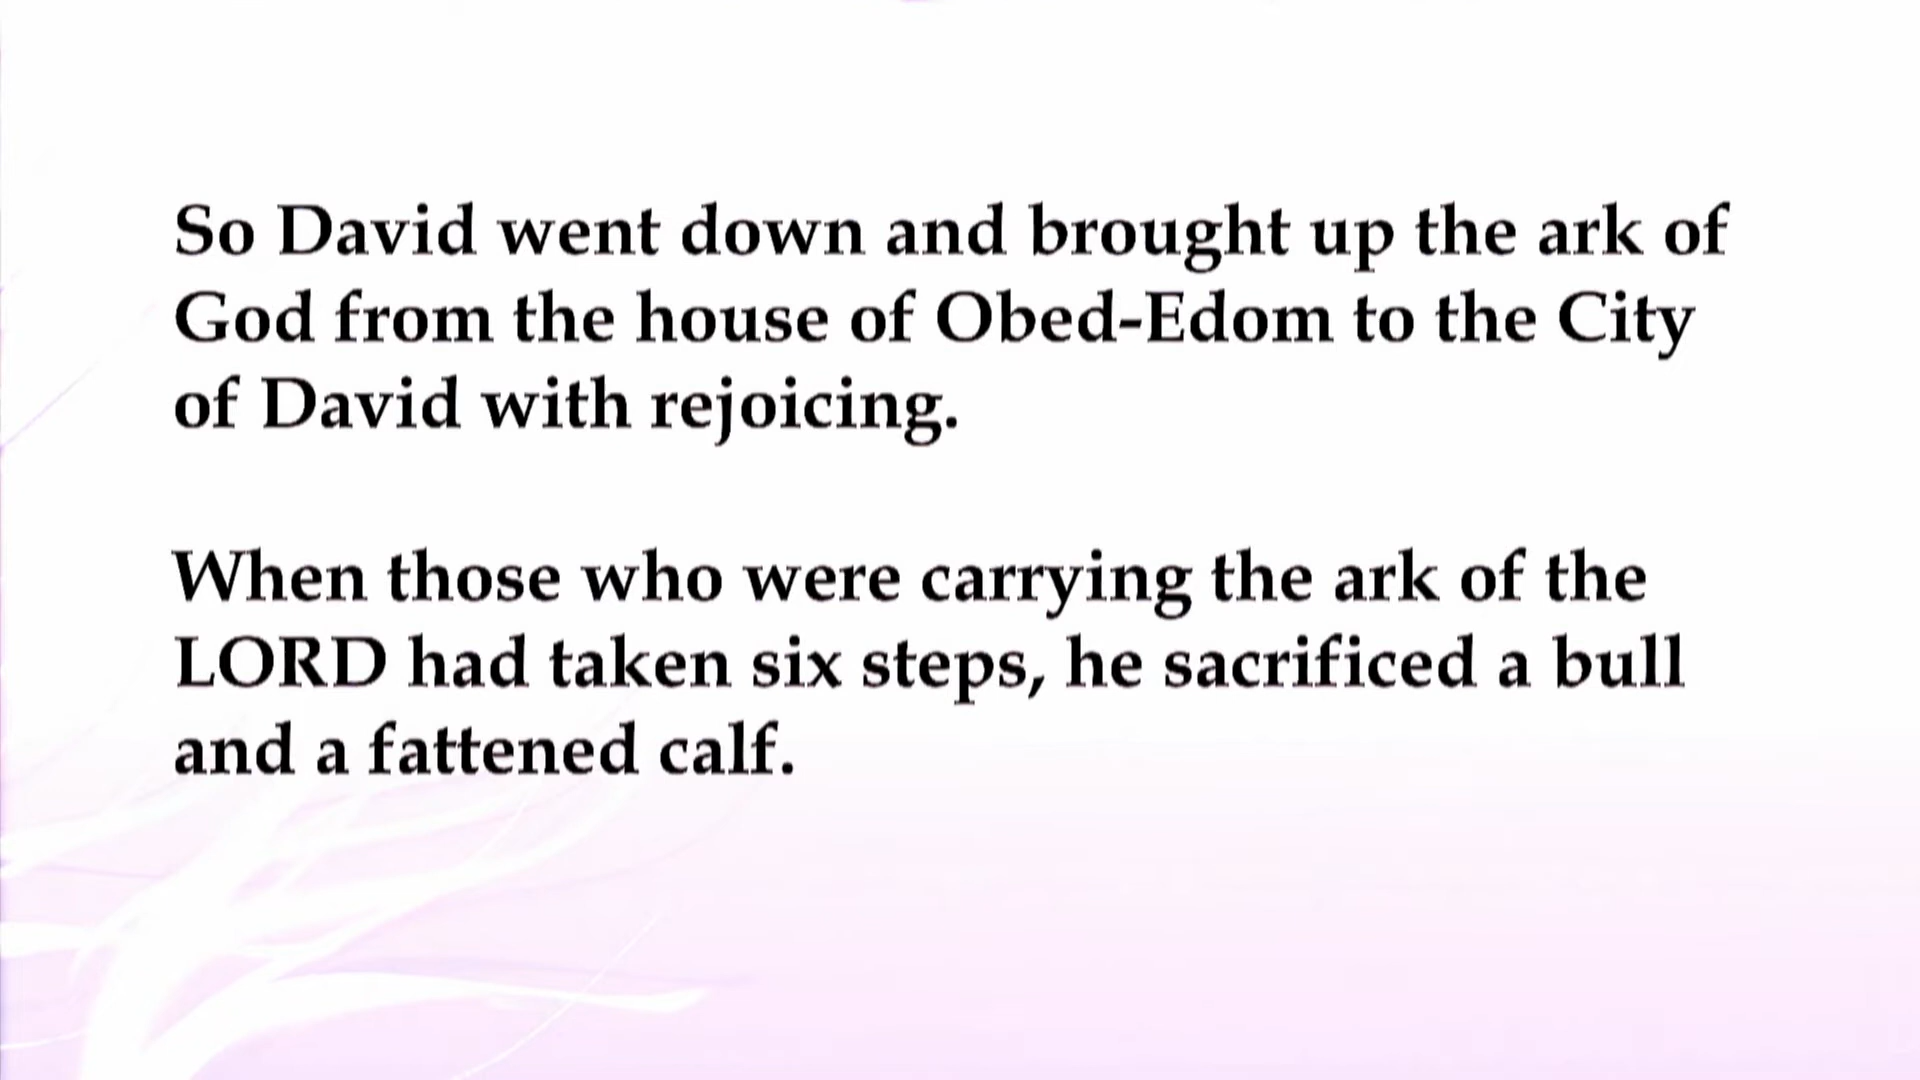 So David went down and brought up the ark of
God from the house of Obed-Edom to the City
of David with rejoicing.
When those who were carrying the ark of the
LORD had taken six steps, he sacrificed a bull
and a fattened calf.